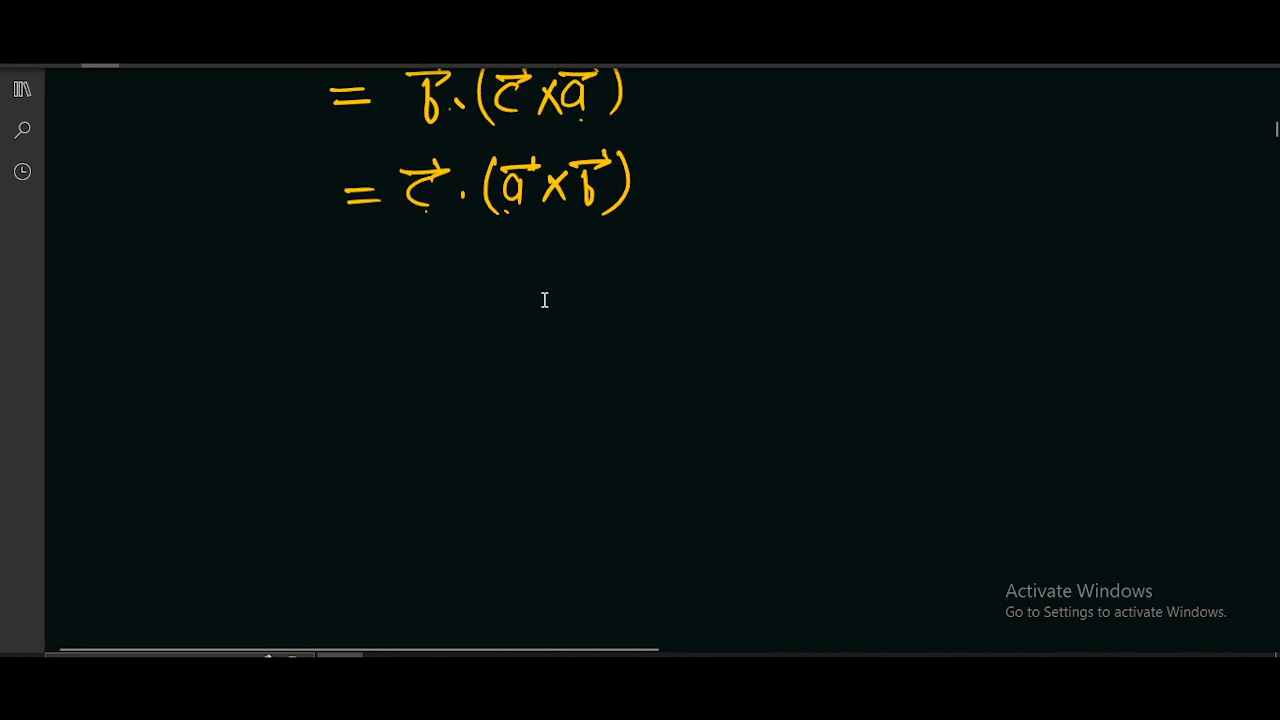 = b⃗·(c⃗×a⃗)
= c⃗·(a⃗×b⃗)
Activate Windows
Go to Settings to activate Windows.